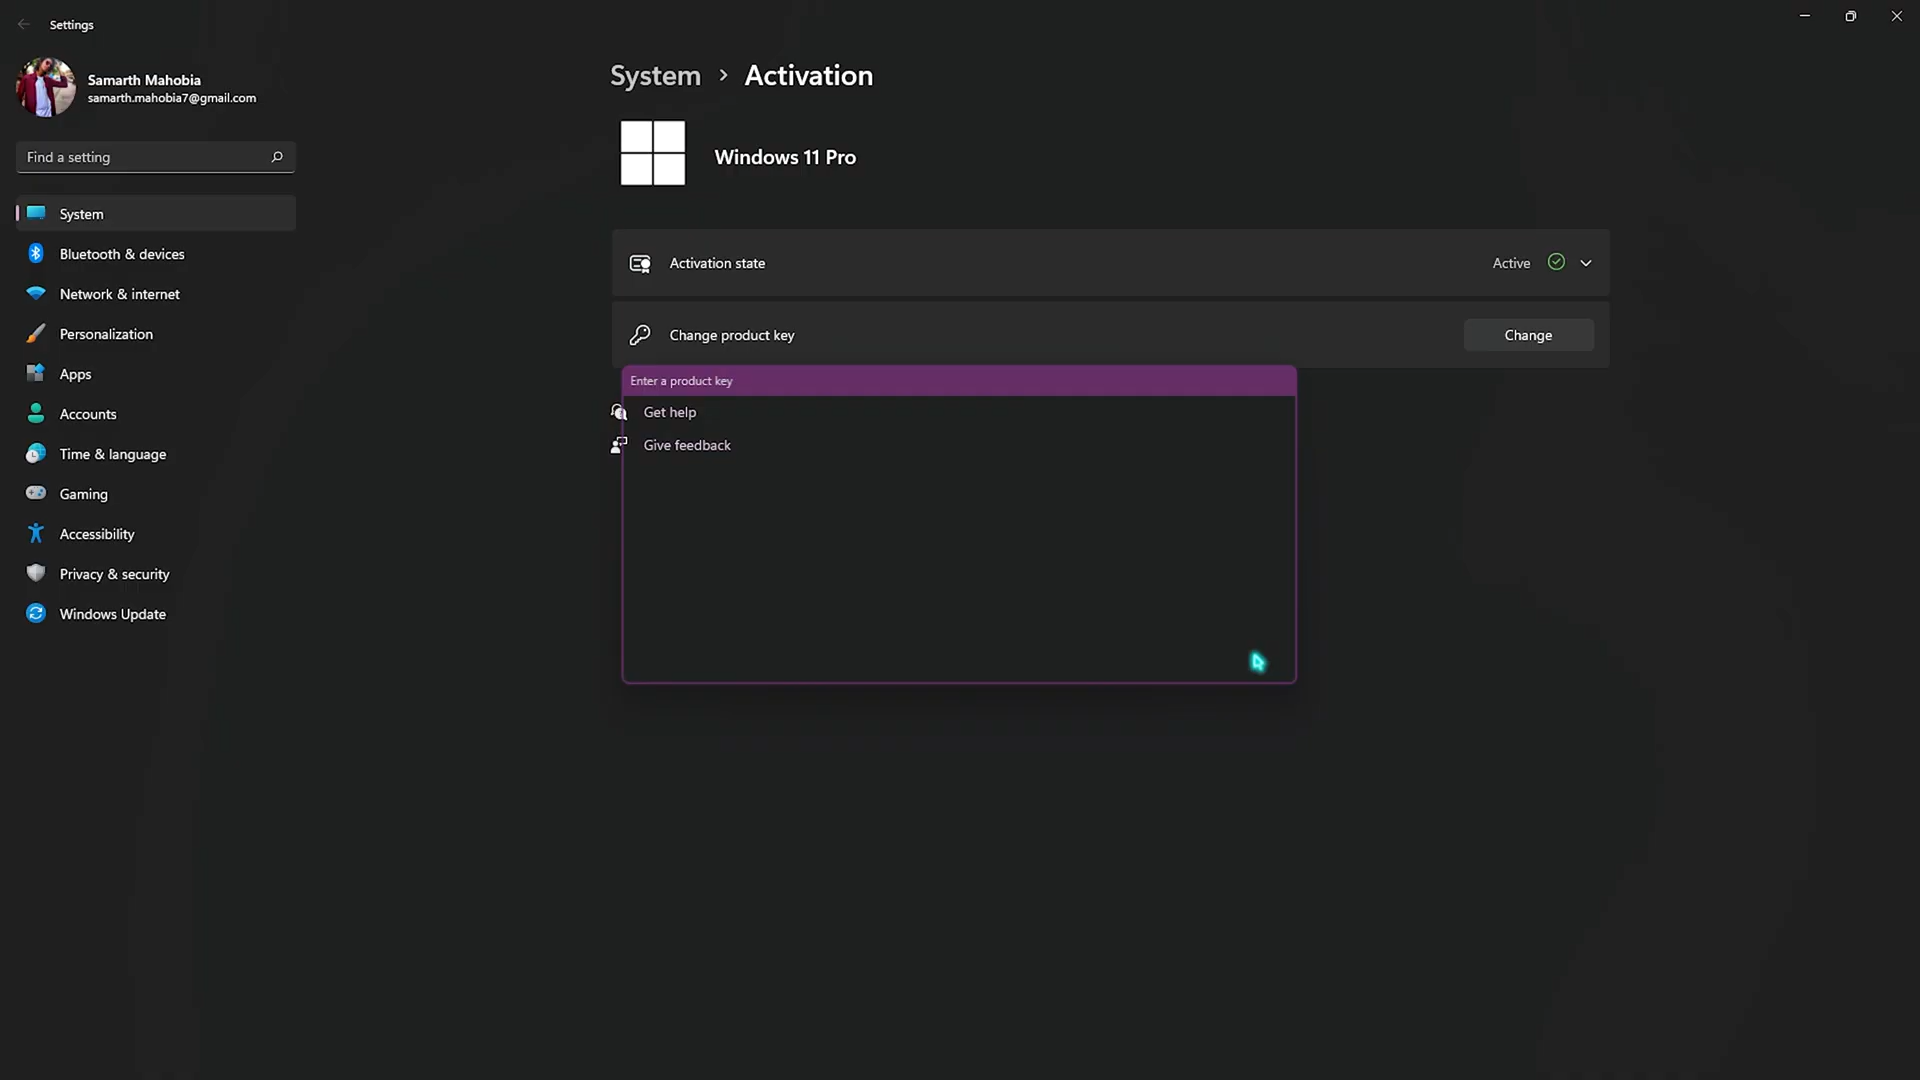 Settings
Samarth Mahobia
samarth.mahobia7@gmail.com
Find a setting
System
Bluetooth & devices
Network & internet
Personalization
Apps
Accounts
Time & language
Gaming
Accessibility
Privacy & security
Windows Update
System > Activation
Windows 11 Pro
Activation state
Active
Change product key
Change
Enter a product key
Get help
Give feedback